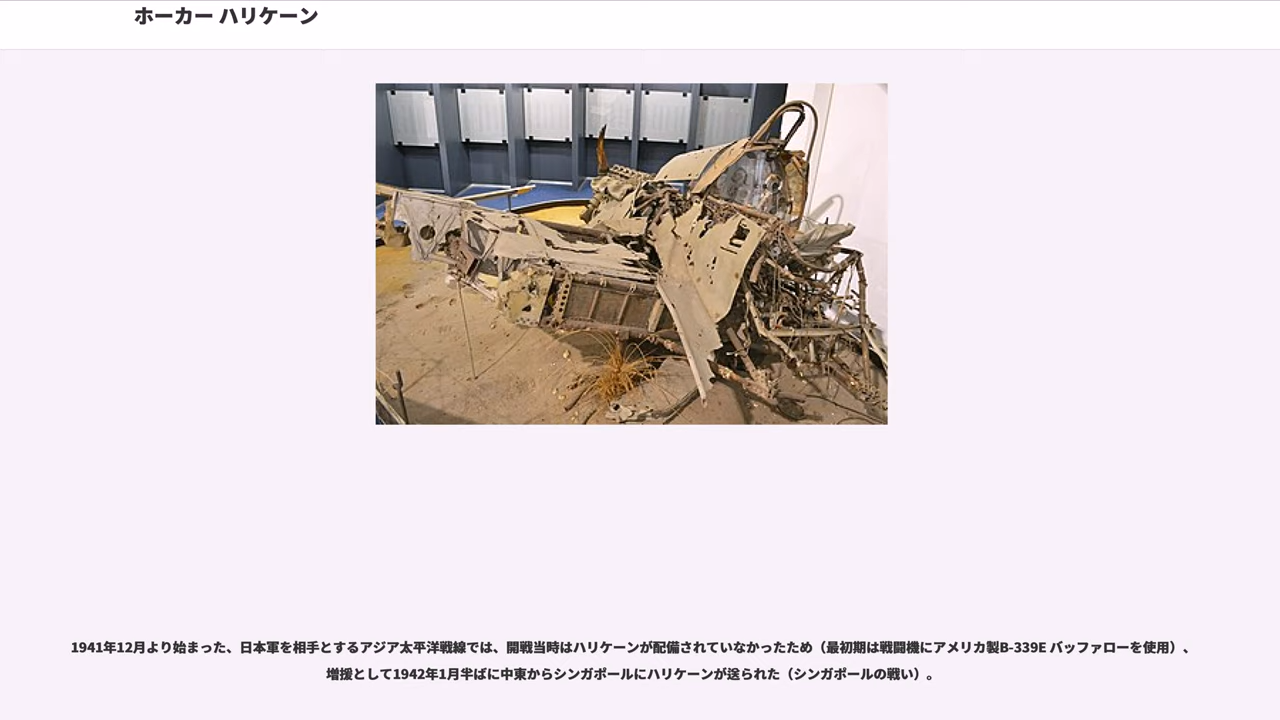 ホーカー ハリケーン
1941年12月より始まった、日本軍を相手とするアジア太平洋戦線では、開戦当時はハリケーンが配備されていなかったため（最初期は戦闘機にアメリカ製B-339E バッファローを使用）、
増援として1942年1月半ばに中東からシンガポールにハリケーンが送られた（シンガポールの戦い）。